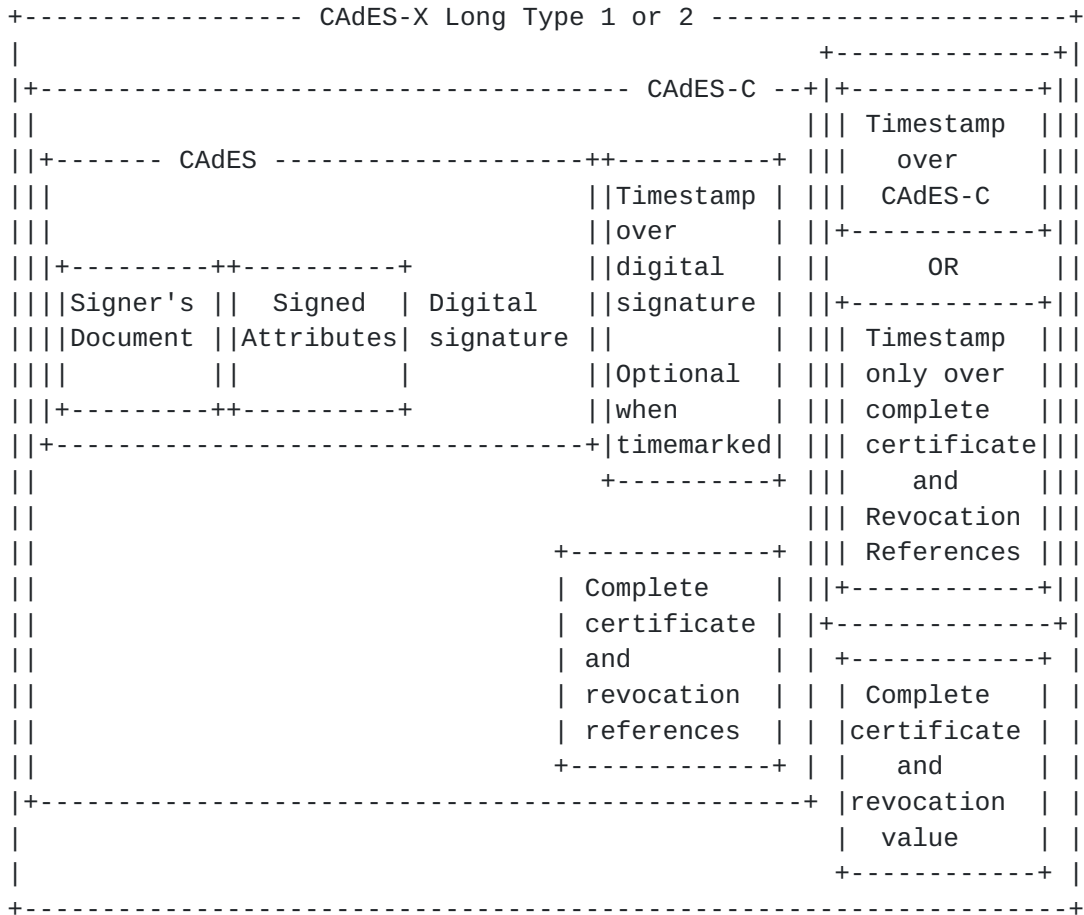 +------------------ CAdES-X Long Type 1 or 2 -----------------------+
|                                                   +--------------+|
|+-------------------------------------- CAdES-C --+|+------------+||
||                                                 ||| Timestamp  |||
||+------- CAdES --------------------++----------+ |||   over     |||
|||                                  ||Timestamp | |||  CAdES-C   |||
|||                                  ||over      | ||+------------+||
|||+---------++----------+           ||digital   | ||      OR      ||
||||Signer's ||  Signed  | Digital   ||signature | ||+------------+||
||||Document ||Attributes| signature ||          | ||| Timestamp  |||
||||         ||          |           ||Optional  | ||| only over  |||
|||+---------++----------+           ||when      | ||| complete   |||
||+----------------------------------+|timemarked| ||| certificate|||
||                                    +----------+ |||    and     |||
||                                                 ||| Revocation |||
||                                 +-------------+ ||| References |||
||                                 | Complete    | ||+------------+||
||                                 | certificate | |+--------------+|
||                                 | and         | | +------------+ |
||                                 | revocation  | | | Complete   | |
||                                 | references  | | |certificate | |
||                                 +-------------+ | |   and      | |
|+-------------------------------------------------+ |revocation  | |
|                                                    |  value     | |
|                                                    +------------+ |
+-------------------------------------------------------------------+